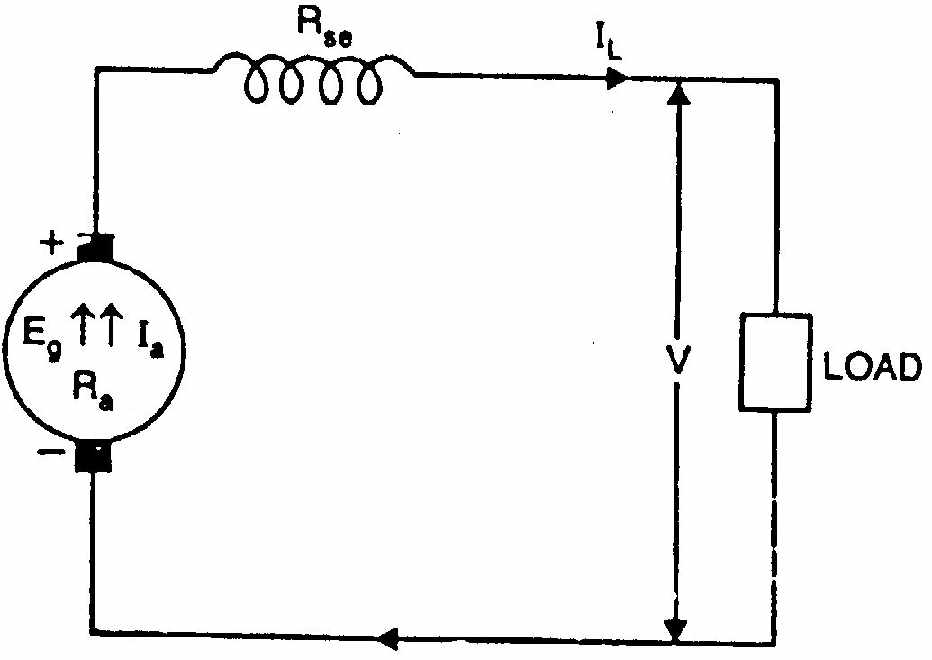 R_se
I_L
+
E_g ↑↑ I_a
R_a
−
V
LOAD